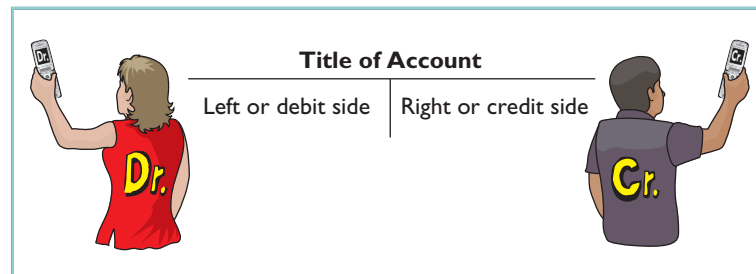 Dr.
Cr.
Title of Account
Left or debit side
Right or credit side
Dr.
Cr.